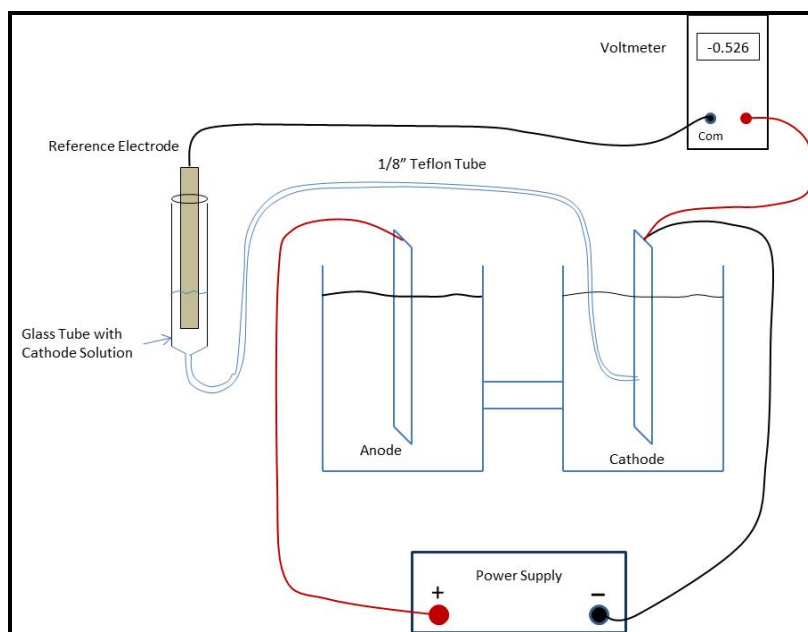 Voltmeter
-0.526
Com
Reference Electrode
1/8″ Teflon Tube
Glass Tube with
Cathode Solution
Anode
Cathode
Power Supply
+
−